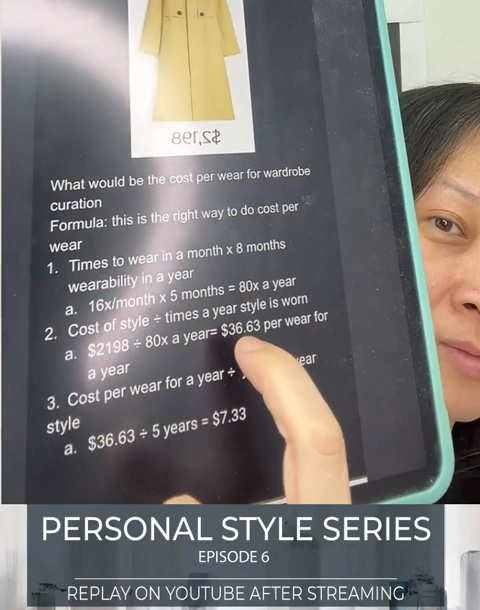 $2,198
What would be the cost per wear for wardrobe
curation
Formula: this is the right way to do cost per
wear
1. Times to wear in a month x 8 months
wearability in a year
a. 16x/month x 5 months = 80x a year
2. Cost of style ÷ times a year style is worn
a. $2198 ÷ 80x a year= $36.63 per wear for
a year
3. Cost per wear for a year ÷
style
a. $36.63 ÷ 5 years = $7.33
PERSONAL STYLE SERIES
EPISODE 6
REPLAY ON YOUTUBE AFTER STREAMING